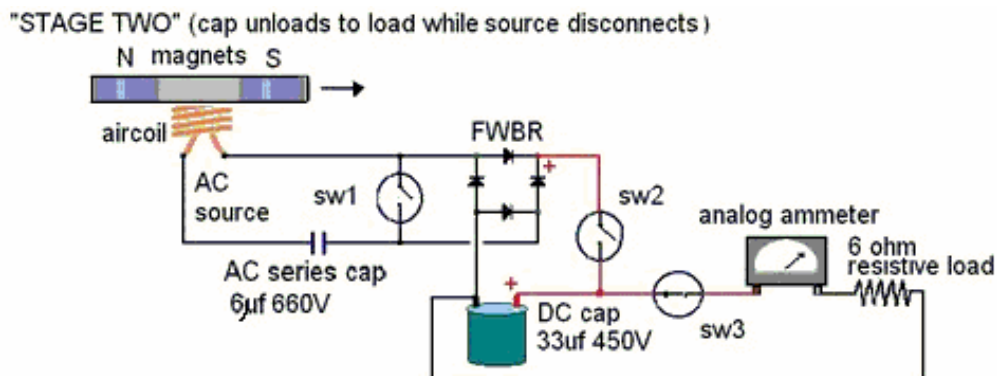 "STAGE TWO" (cap unloads to load while source disconnects)
N magnets S
aircoil
FWBR
+
AC
source
sw1
sw2
analog ammeter
6 ohm
resistive load
AC series cap
6µf 660V
+
DC cap
33uf 450V
sw3